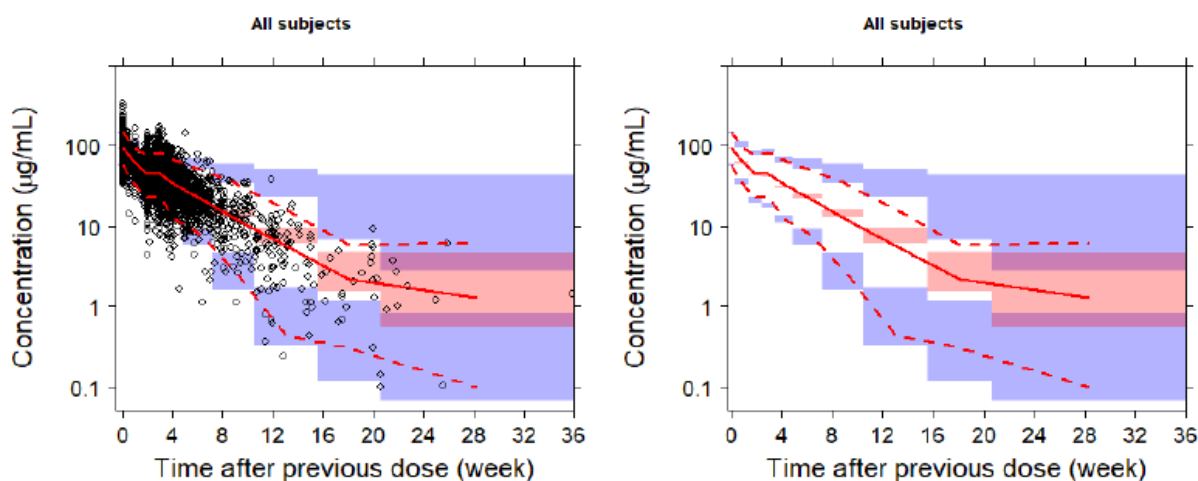 All subjects
Concentration (μg/mL)
100
10
1
0.1
0 4 8 12 16 20 24 28 32 36
Time after previous dose (week)
All subjects
Concentration (μg/mL)
100
10
1
0.1
0 4 8 12 16 20 24 28 32 36
Time after previous dose (week)